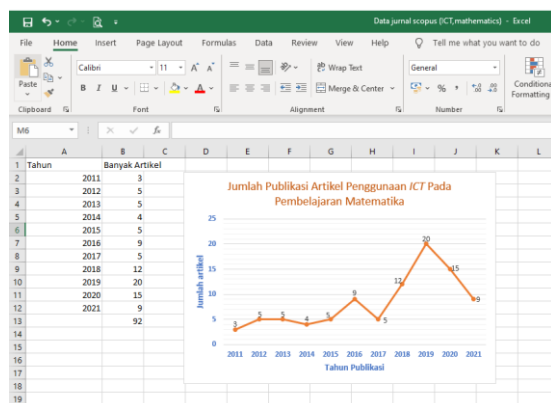 Data jurnal scopus (ICT,mathematics) - Excel
File Home Insert Page Layout Formulas Data Review View Help Tell me what you want to do
Paste
Calibri 11 A A
B I U A
Wrap Text
Merge & Center
General
% ,
Conditional
Formatting
Clipboard Font Alignment Number
M6 fx
A B C D E F G H I J K L
1 Tahun Banyak Artikel
2 2011 3
3 2012 5
4 2013 5
5 2014 4
6 2015 5
7 2016 9
8 2017 5
9 2018 12
10 2019 20
11 2020 15
12 2021 9
13 92
14
15
16
17
18
19
Jumlah Publikasi Artikel Penggunaan ICT Pada
Pembelajaran Matematika
Jumlah artikel
25
20
15
10
5
0
3 5 5 4 5 9 5 12 20 15 9
2011 2012 2013 2014 2015 2016 2017 2018 2019 2020 2021
Tahun Publikasi